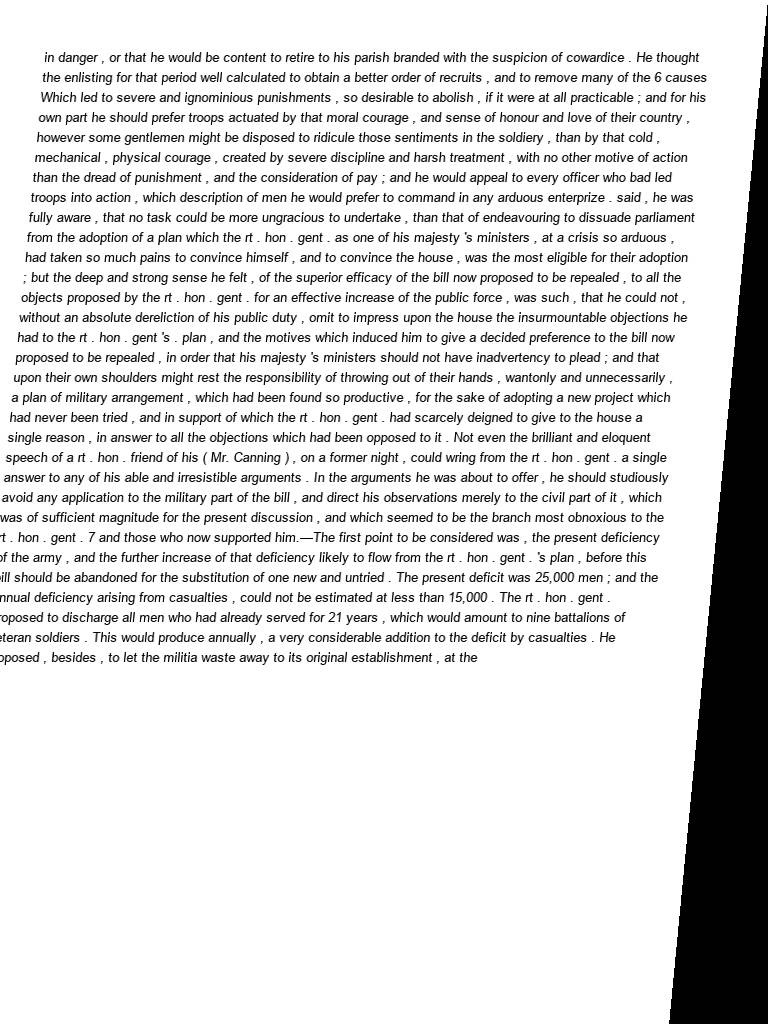 in danger , or that he would be content to retire to his parish branded with the suspicion of cowardice . He thought
the enlisting for that period well calculated to obtain a better order of recruits , and to remove many of the 6 causes
Which led to severe and ignominious punishments , so desirable to abolish , if it were at all practicable ; and for his
own part he should prefer troops actuated by that moral courage , and sense of honour and love of their country ,
however some gentlemen might be disposed to ridicule those sentiments in the soldiery , than by that cold ,
mechanical , physical courage , created by severe discipline and harsh treatment , with no other motive of action
than the dread of punishment , and the consideration of pay ; and he would appeal to every officer who bad led
troops into action , which description of men he would prefer to command in any arduous enterprize . said , he was
fully aware , that no task could be more ungracious to undertake , than that of endeavouring to dissuade parliament
from the adoption of a plan which the rt . hon . gent . as one of his majesty 's ministers , at a crisis so arduous ,
had taken so much pains to convince himself , and to convince the house , was the most eligible for their adoption
; but the deep and strong sense he felt , of the superior efficacy of the bill now proposed to be repealed , to all the
objects proposed by the rt . hon . gent . for an effective increase of the public force , was such , that he could not ,
without an absolute dereliction of his public duty , omit to impress upon the house the insurmountable objections he
had to the rt . hon . gent 's . plan , and the motives which induced him to give a decided preference to the bill now
proposed to be repealed , in order that his majesty 's ministers should not have inadvertency to plead ; and that
upon their own shoulders might rest the responsibility of throwing out of their hands , wantonly and unnecessarily ,
a plan of military arrangement , which had been found so productive , for the sake of adopting a new project which
had never been tried , and in support of which the rt . hon . gent . had scarcely deigned to give to the house a
single reason , in answer to all the objections which had been opposed to it . Not even the brilliant and eloquent
speech of a rt . hon . friend of his ( Mr. Canning ) , on a former night , could wring from the rt . hon . gent . a single
answer to any of his able and irresistible arguments . In the arguments he was about to offer , he should studiously
avoid any application to the military part of the bill , and direct his observations merely to the civil part of it , which
was of sufficient magnitude for the present discussion , and which seemed to be the branch most obnoxious to the
rt . hon . gent . 7 and those who now supported him.—The first point to be considered was , the present deficiency
of the army , and the further increase of that deficiency likely to flow from the rt . hon . gent . 's plan , before this
bill should be abandoned for the substitution of one new and untried . The present deficit was 25,000 men ; and the
nnual deficiency arising from casualties , could not be estimated at less than 15,000 . The rt . hon . gent .
roposed to discharge all men who had already served for 21 years , which would amount to nine battalions of
eteran soldiers . This would produce annually , a very considerable addition to the deficit by casualties . He
oposed , besides , to let the militia waste away to its original establishment , at the